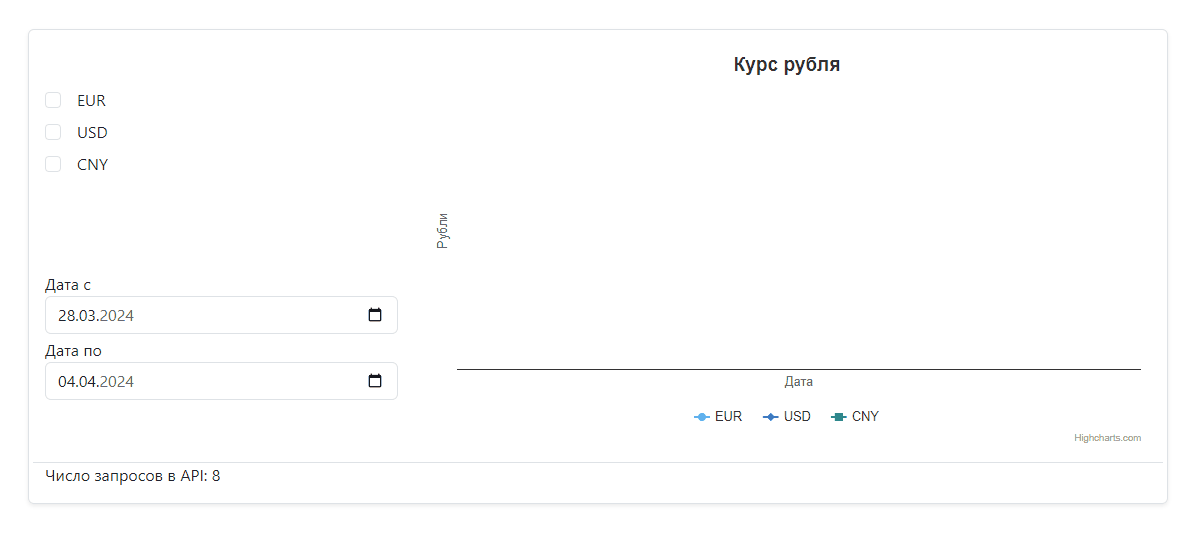 Курс рубля
EUR
USD
CNY
Рубли
Дата с
28.03.2024
Дата по
04.04.2024
Дата
EUR USD CNY
Highcharts.com
Число запросов в API: 8